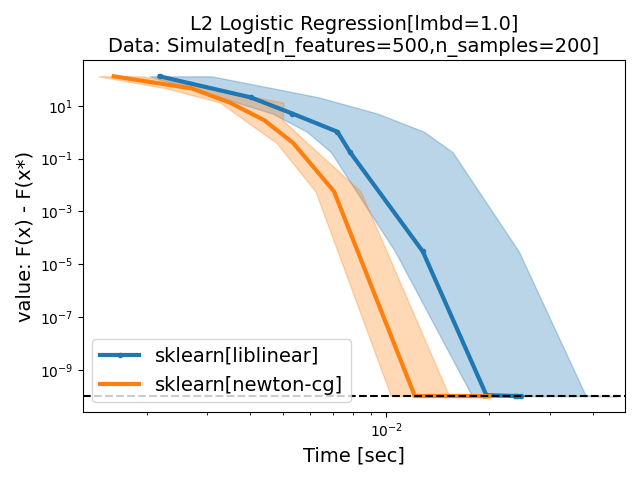 L2 Logistic Regression[lmbd=1.0]
Data: Simulated[n_features=500,n_samples=200]
value: F(x) - F(x*)
10¹
10⁻¹
10⁻³
10⁻⁵
10⁻⁷
10⁻⁹
sklearn[liblinear]
sklearn[newton-cg]
10⁻²
Time [sec]